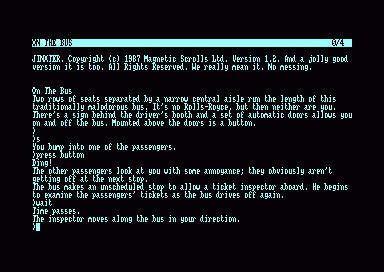 ON THE BUS 0/4
JINXTER. Copyright (c) 1987 Magnetic Scrolls Ltd. Version 1.2. And a jolly good
version it is too. All Rights Reserved. We really mean it. No messing.
On The Bus
Two rows of seats separated by a narrow central aisle run the length of this
traditionally malodorous bus. It's no Rolls-Royce, but then neither are you.
There's a sign behind the driver's booth and a set of automatic doors allows you
on and off the bus. Mounted above the doors is a button.
)
)s
You bump into one of the passengers.
)press button
Ding!
The other passengers look at you with some annoyance; they obviously aren't
getting off at the next stop.
The bus makes an unscheduled stop to allow a ticket inspector aboard. He begins
to examine the passengers' tickets as the bus drives off again.
)wait
Time passes.
The inspector moves along the bus in your direction.
)